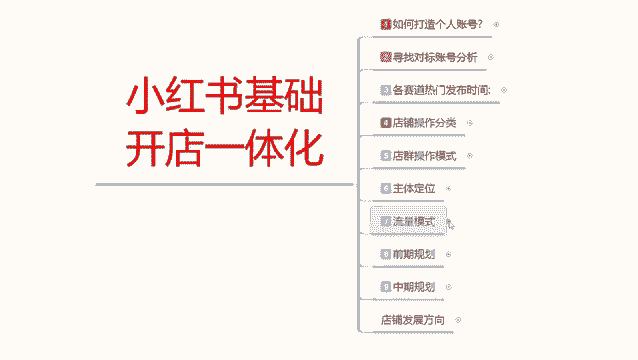 小红书基础
开店一体化
1 如何打造个人账号?
2 寻找对标账号分析
3 各赛道热门发布时间:
4 店铺操作分类
5 店群操作模式
6 主体定位
7 流量模式
8 前期规划
9 中期规划
店铺发展方向